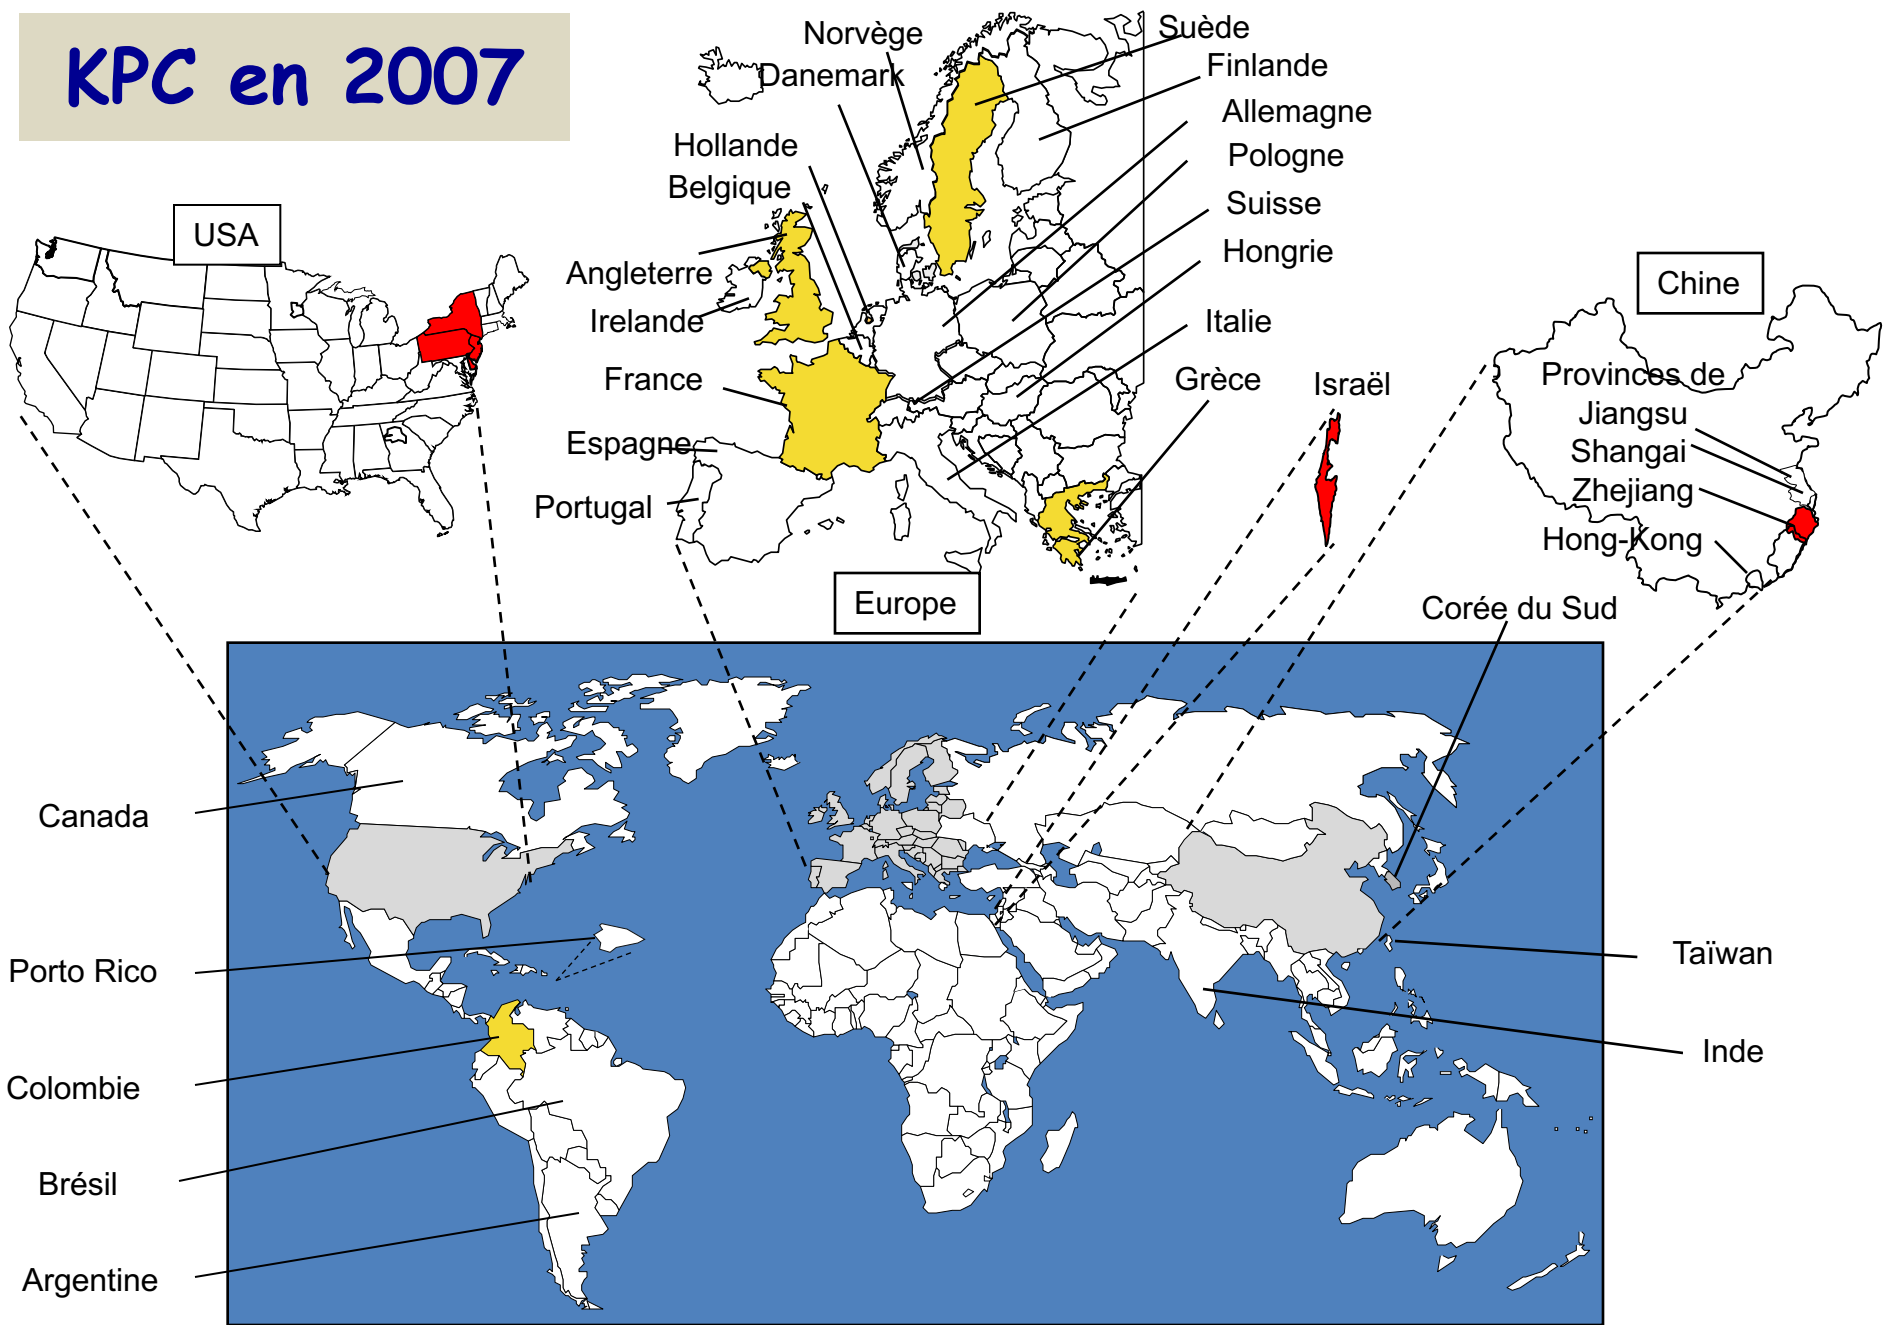 KPC en 2007
Norvège
Suède
Danemark
Finlande
Allemagne
Hollande
Pologne
Belgique
Suisse
USA
Hongrie
Angleterre
Chine
Irelande
Italie
France
Grèce
Israël
Provinces de
Jiangsu
Espagne
Shangai
Zhejiang
Portugal
Hong-Kong
Europe
Corée du Sud
Canada
Porto Rico
Taïwan
Inde
Colombie
Brésil
Argentine